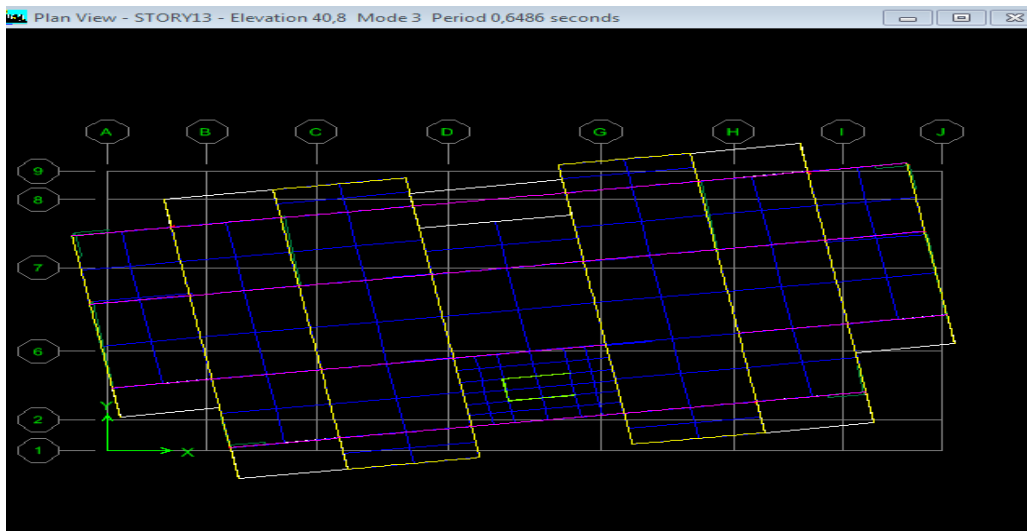 Plan View - STORY13 - Elevation 40,8 Mode 3 Period 0,6486 seconds
A B C D G H I J
9
8
7
6
Y
2
X
1